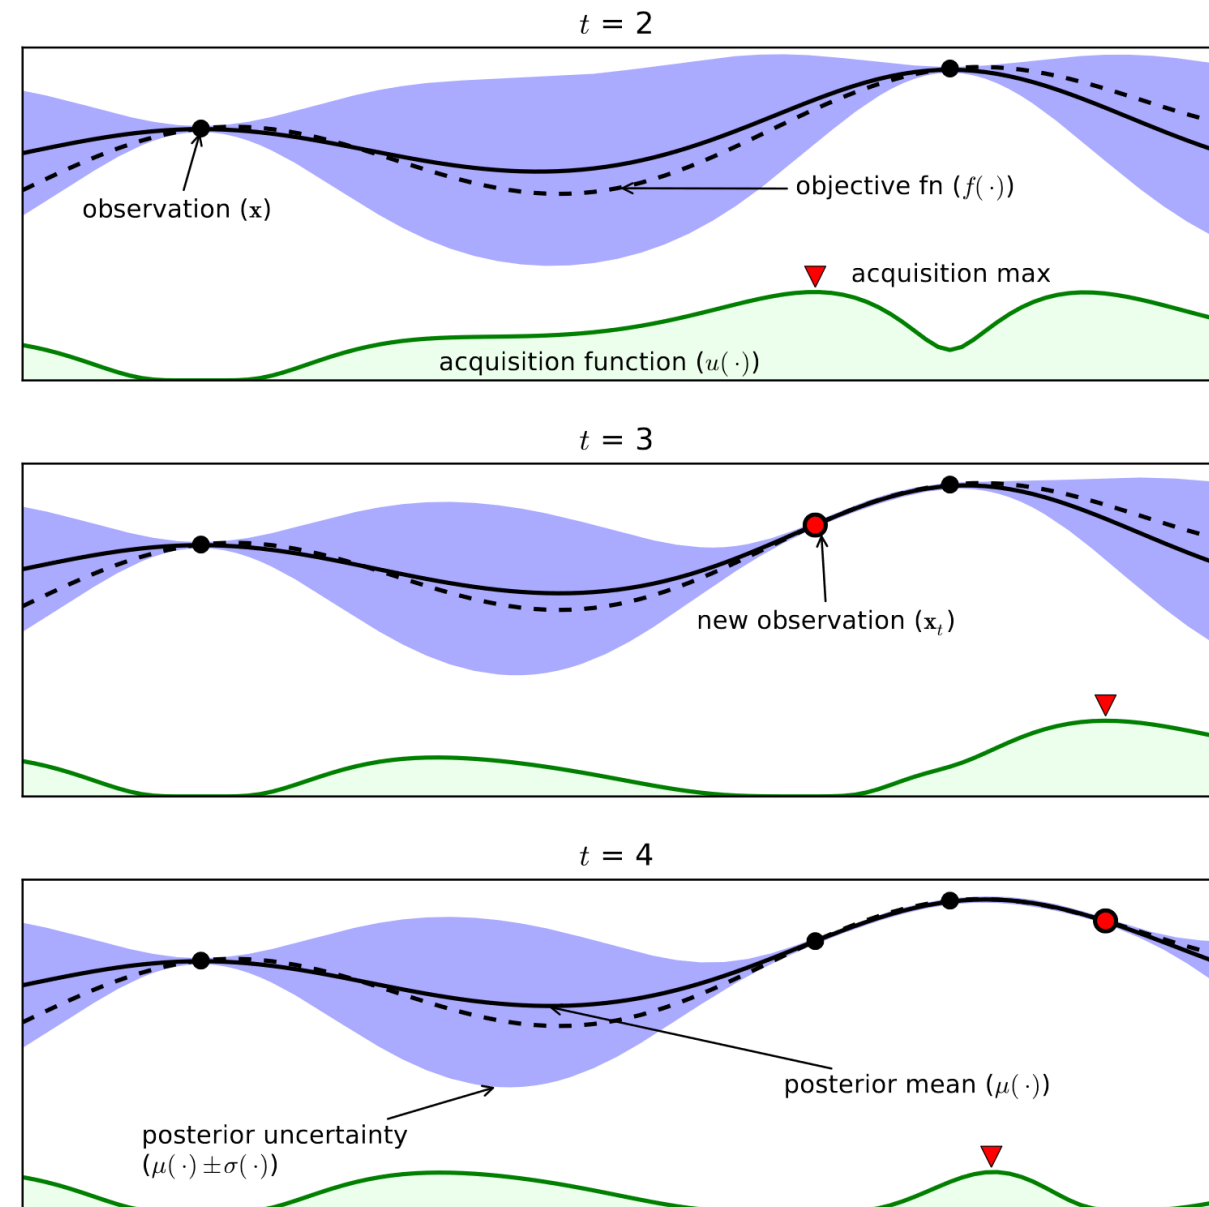 t = 2
observation (x)
objective fn (f(·))
acquisition max
acquisition function (u(·))
t = 3
new observation (xₜ)
t = 4
posterior mean (μ(·))
posterior uncertainty
(μ(·) ±σ(·))